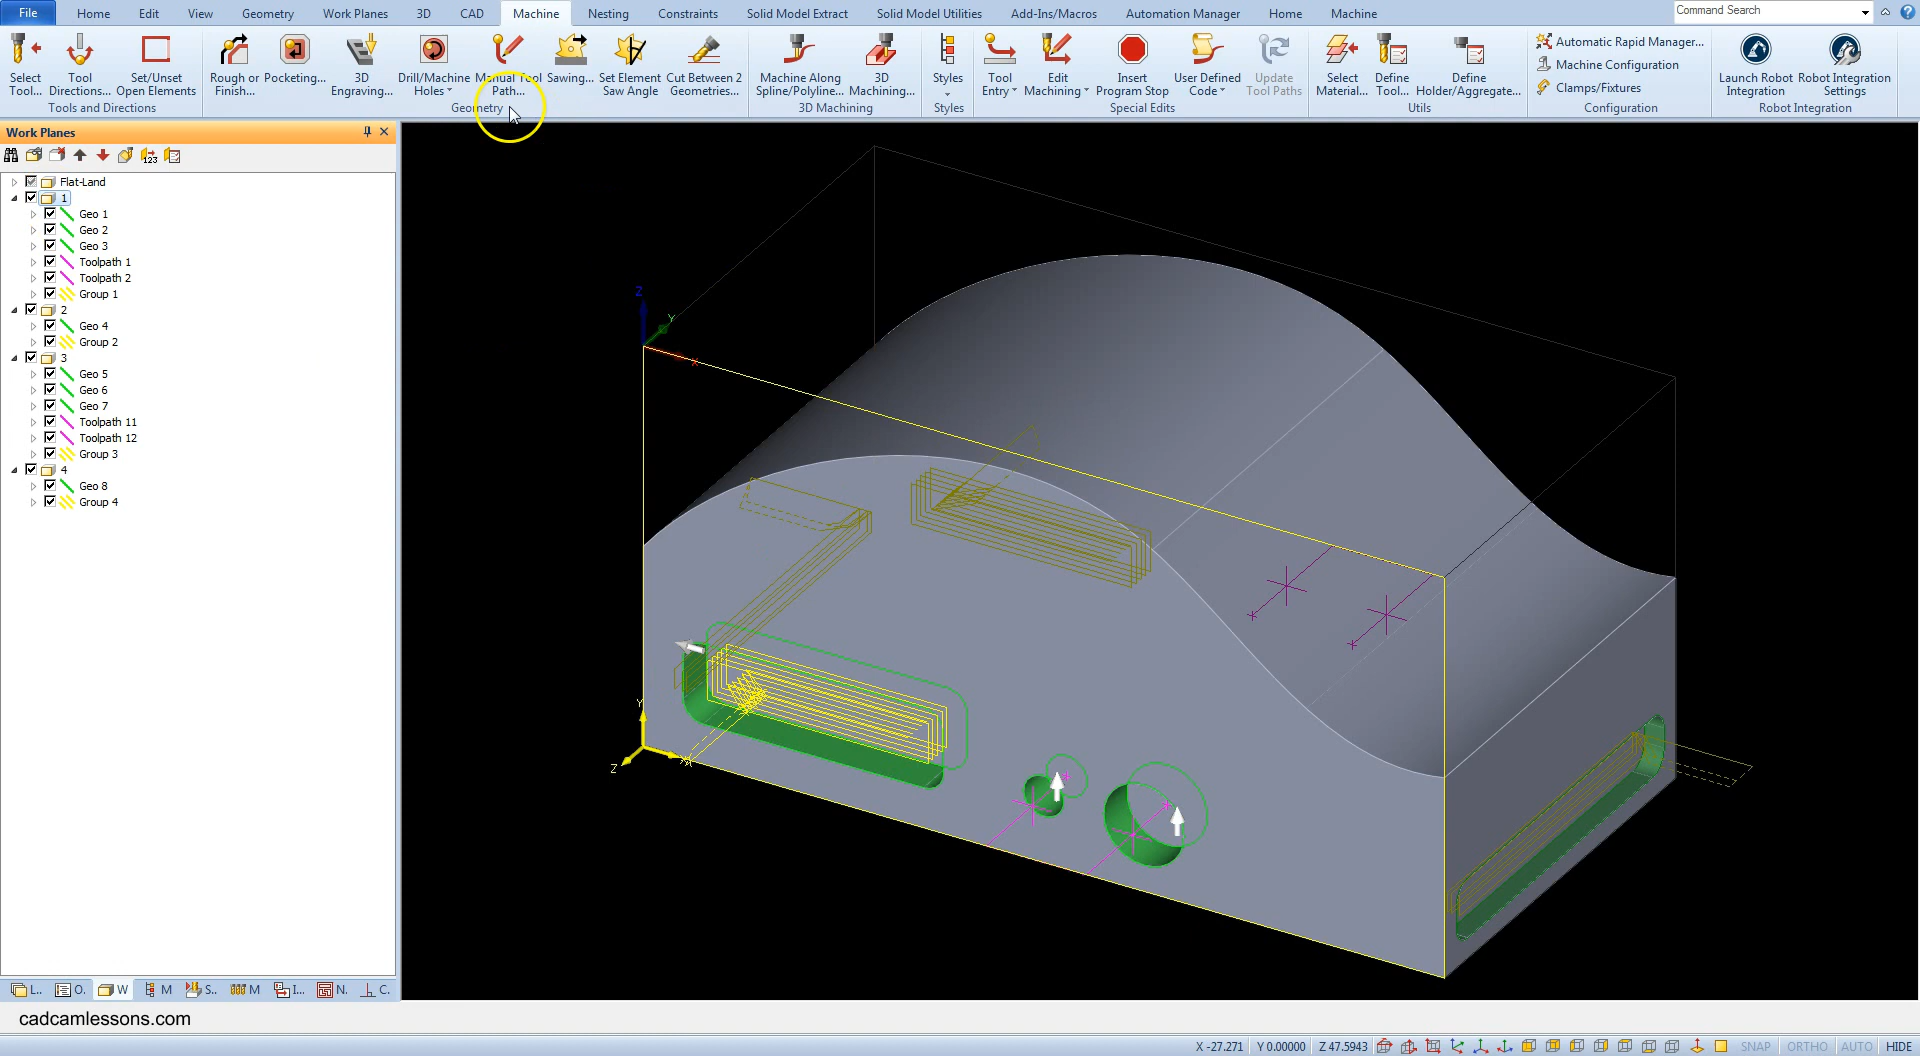 File Home Edit View Geometry Work Planes 3D CAD Machine Nesting Constraints Solid Model Extract Solid Model Utilities Add-Ins/Macros Automation Manager Home Machine Command Search
Select Tool... Tool Directions... Set/Unset Open Elements Rough or Finish... Pocketing... 3D Engraving... Drill/Machine Holes Manual Tool Path... Sawing... Set Element Saw Angle Cut Between 2 Geometries... Machine Along Spline/Polyline... 3D Machining... Styles Tool Entry Edit Machining Insert Program Stop User Defined Code Update Tool Paths Select Material... Define Tool... Define Holder/Aggregate... Automatic Rapid Manager... Machine Configuration Clamps/Fixtures Launch Robot Integration Robot Integration Settings
Tools and Directions Geometry 3D Machining Styles Special Edits Utils Configuration Robot Integration
Work Planes
123
Flat-Land
1
Geo 1
Geo 2
Geo 3
Toolpath 1
Toolpath 2
Group 1
2
Geo 4
Group 2
3
Geo 5
Geo 6
Geo 7
Toolpath 11
Toolpath 12
Group 3
4
Geo 8
Group 4
Z
Y
X
Y
Z
X
L.. O. W M S.. M I... N. C.
cadcamlessons.com
X -27.271 Y 0.00000 Z 47.5943 SNAP ORTHO AUTO HIDE